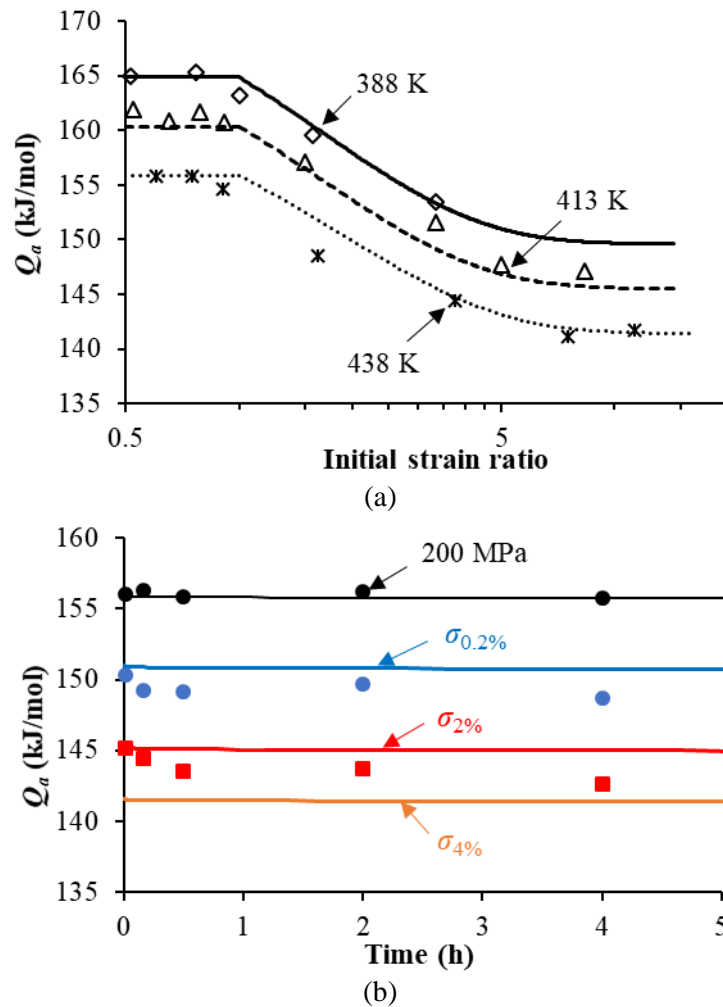 170
165
160
155
150
145
140
135
Qa (kJ/mol)
388 K
413 K
438 K
0.5
5
Initial strain ratio
(a)
160
155
150
145
140
135
Qa (kJ/mol)
200 MPa
σ0.2%
σ2%
σ4%
0
1
2
3
4
5
Time (h)
(b)